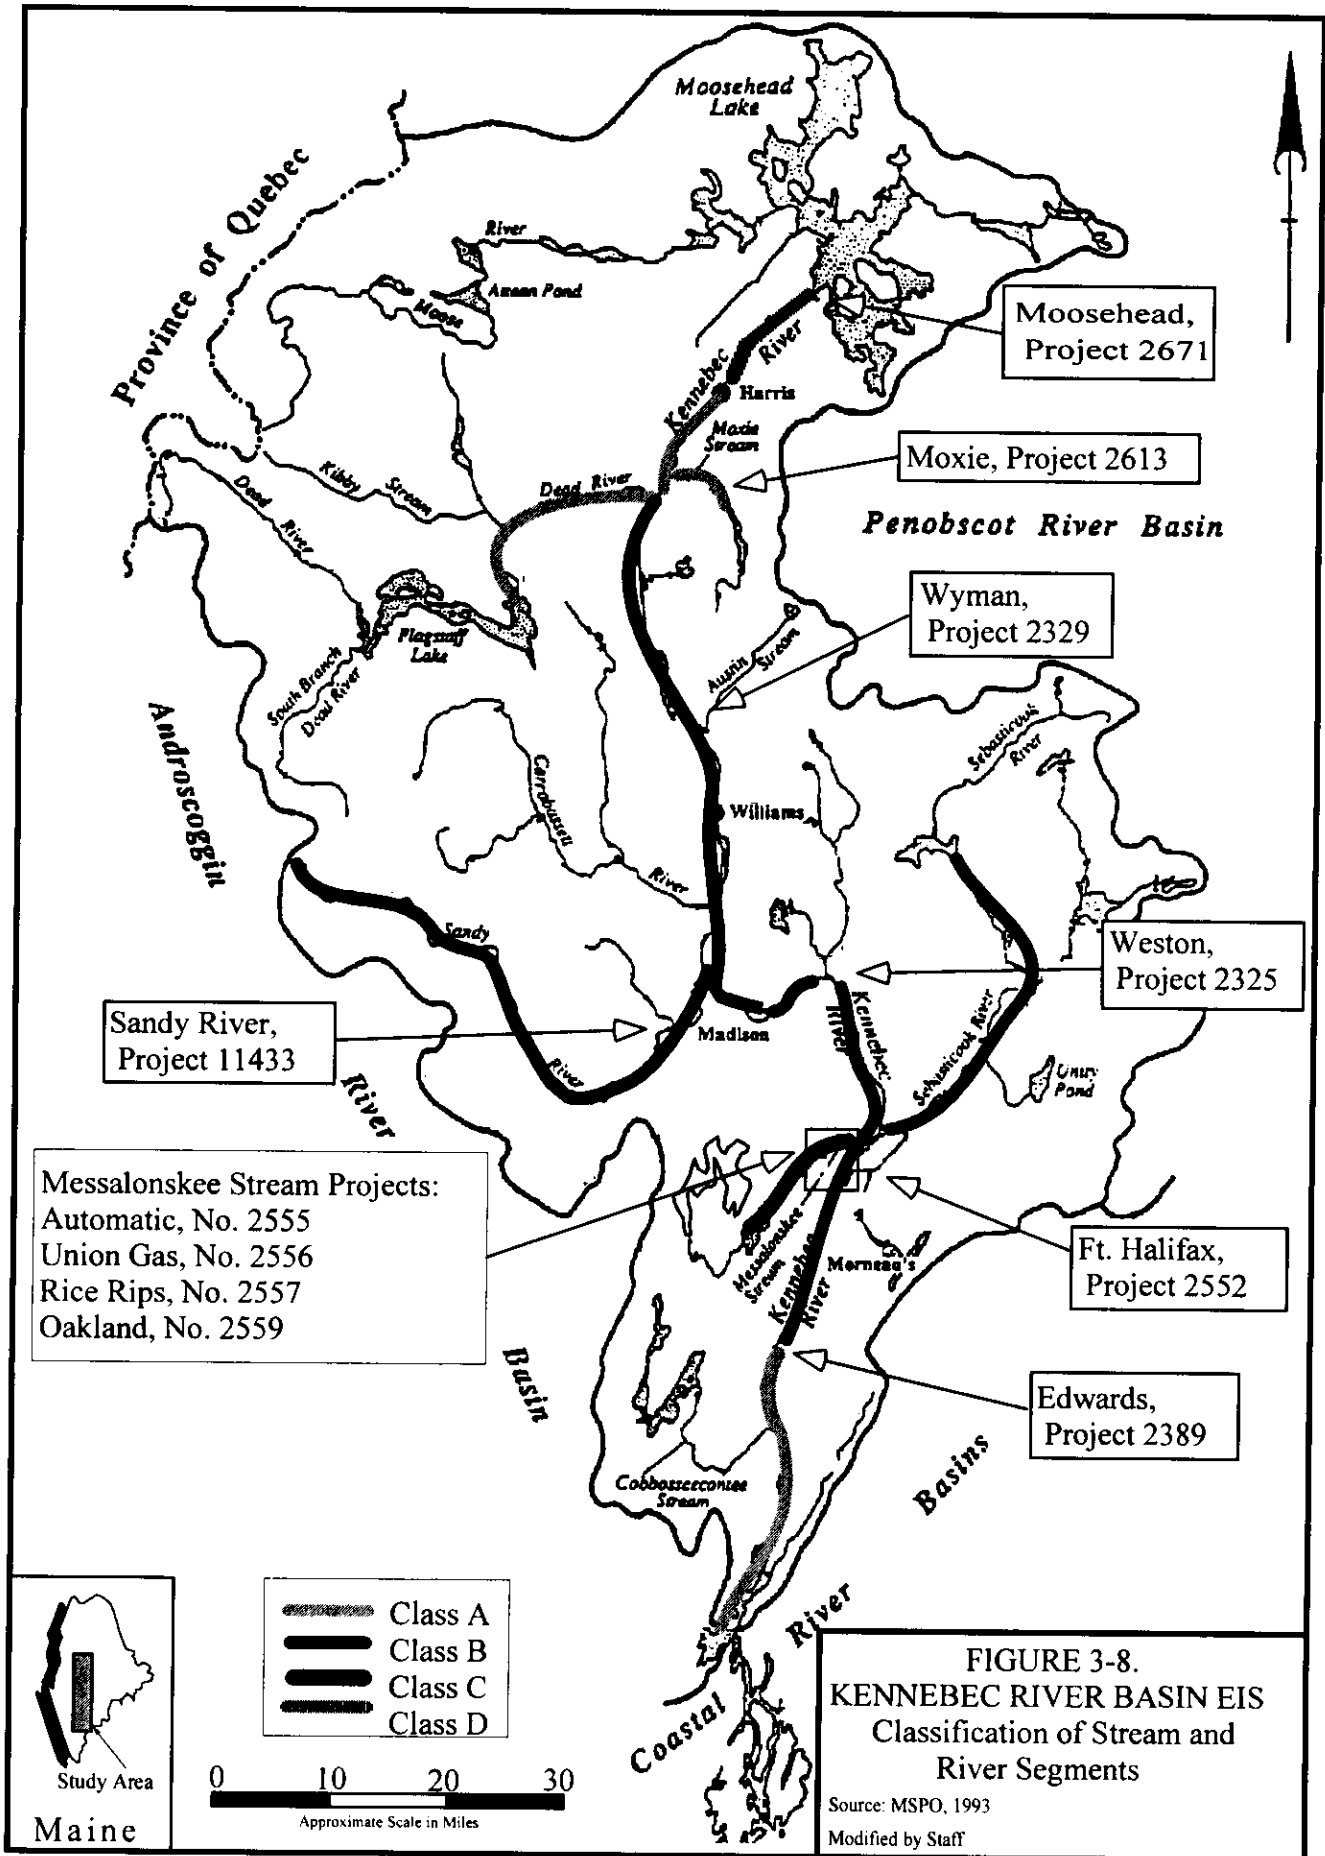 Moosehead
Lake
Province of Quebec
River
Attean Pond
Moose
Moosehead,
Project 2671
Kennebec
River
Harris
Moxie
Stream
Moxie, Project 2613
Dead River
Kibby Stream
Dead
River
Penobscot River Basin
Wyman,
Project 2329
Flagstaff
Lake
Austin
Stream
South Branch
Dead River
Sebasticook
River
Androscoggin
Carrabassett
River
Williams
Sandy
River
Weston,
Project 2325
Kennebec
River
Sandy River,
Project 11433
Madison
Sebasticook River
Unity
Pond
River
Messalonskee Stream Projects:
Automatic, No. 2555
Union Gas, No. 2556
Rice Rips, No. 2557
Oakland, No. 2559
Messalonskee
Stream
Kennebec
River
Morneau's
Ft. Halifax,
Project 2552
Basin
Edwards,
Project 2389
Cobbosseecontee
Stream
Basins
River
Coastal
Class A
Class B
Class C
Class D
Study Area
Maine
0 10 20 30
Approximate Scale in Miles
FIGURE 3-8.
KENNEBEC RIVER BASIN EIS
Classification of Stream and
River Segments
Source: MSPO, 1993
Modified by Staff